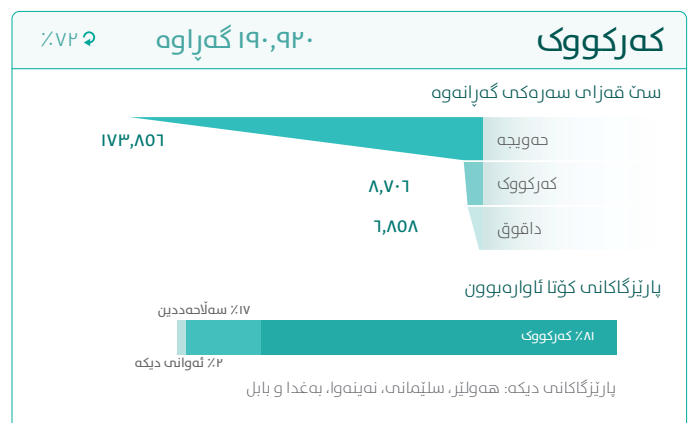 کەرکووک
١٩٠,٩٢٠ گەڕاوە
٪٧٢
سێ قەزای سەرەکی گەڕانەوە
حەویجە ١٧٣,٨٥٦
کەرکووک ٨,٧٠٦
داقوق ٦,٨٥٨
پارێزگاکانی کۆتا ئاوارەبوون
١٧٪ سەڵاحەددین
٨١٪ کەرکووک
٢٪ ئەوانی دیکە
پارێزگاکانی دیکە: هەولێر، سلێمانی، نەینەوا، بەغدا و بابل